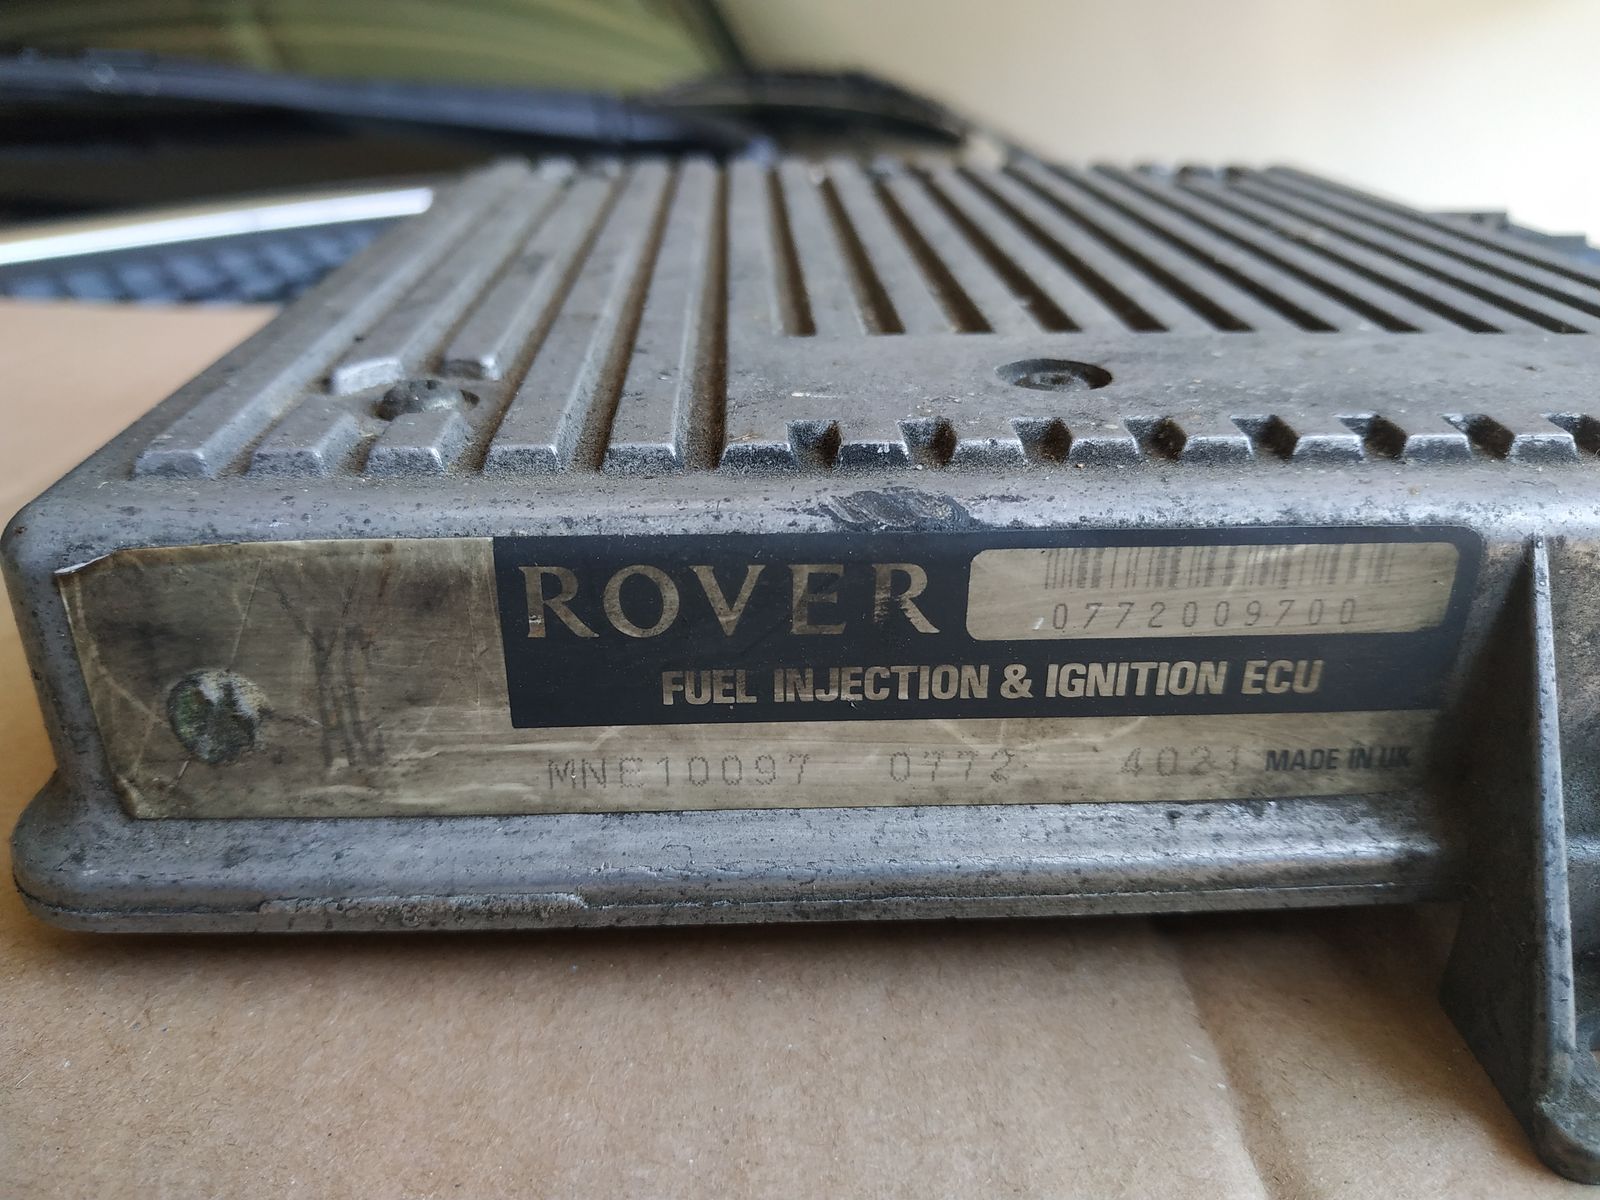 ROVER
0772009700
FUEL INJECTION & IGNITION ECU
MNE10097 0772 4021 MADE IN UK